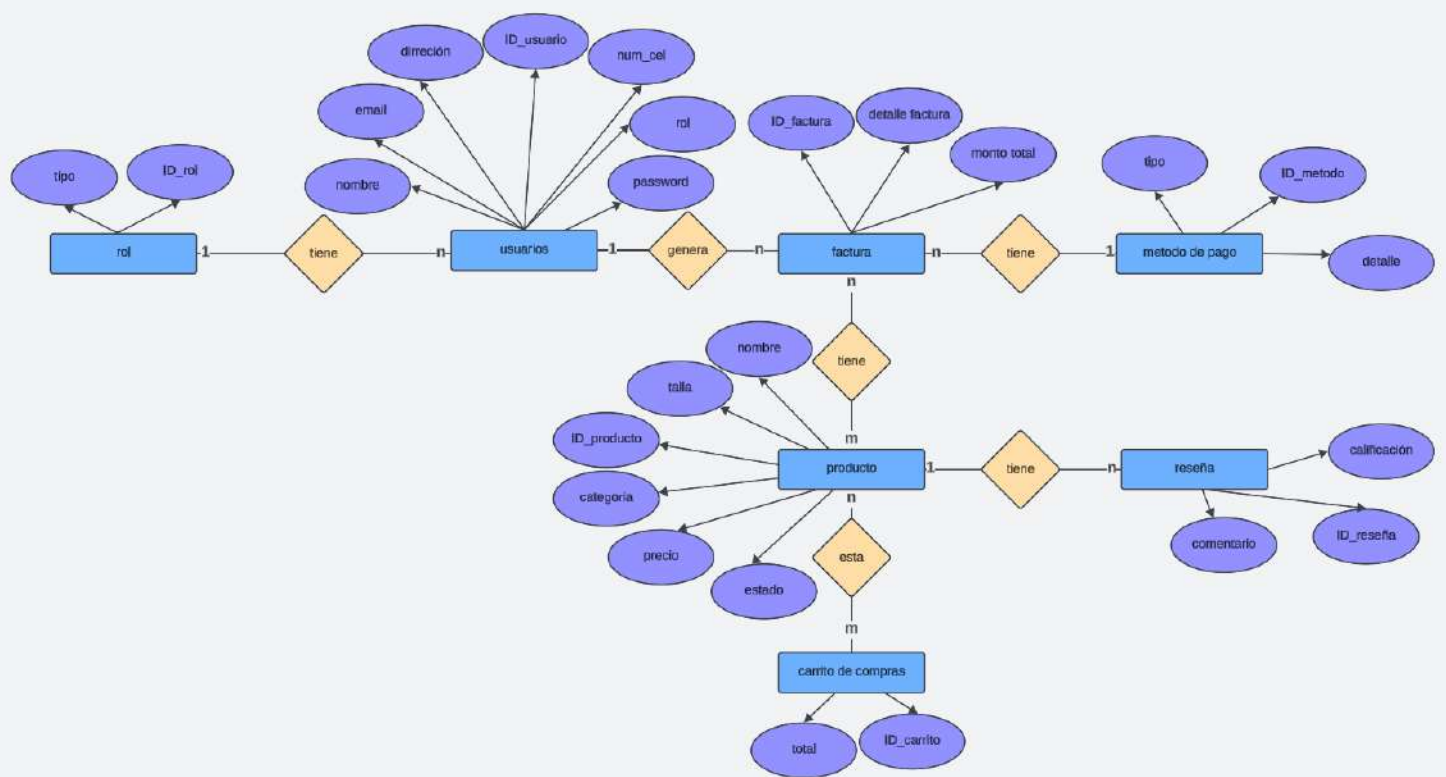 dirreción
ID_usuario
num_cel
email
rol
ID_factura
detalle factura
monto total
tipo
ID_rol
nombre
password
tipo
ID_metodo
rol
1
tiene
n
usuarios
1
genera
n
factura
n
tiene
1
metodo de pago
detalle
n
tiene
m
nombre
talla
ID_producto
categoría
precio
estado
producto
1
tiene
n
reseña
calificación
comentario
ID_reseña
n
esta
m
carrito de compras
total
ID_carrito